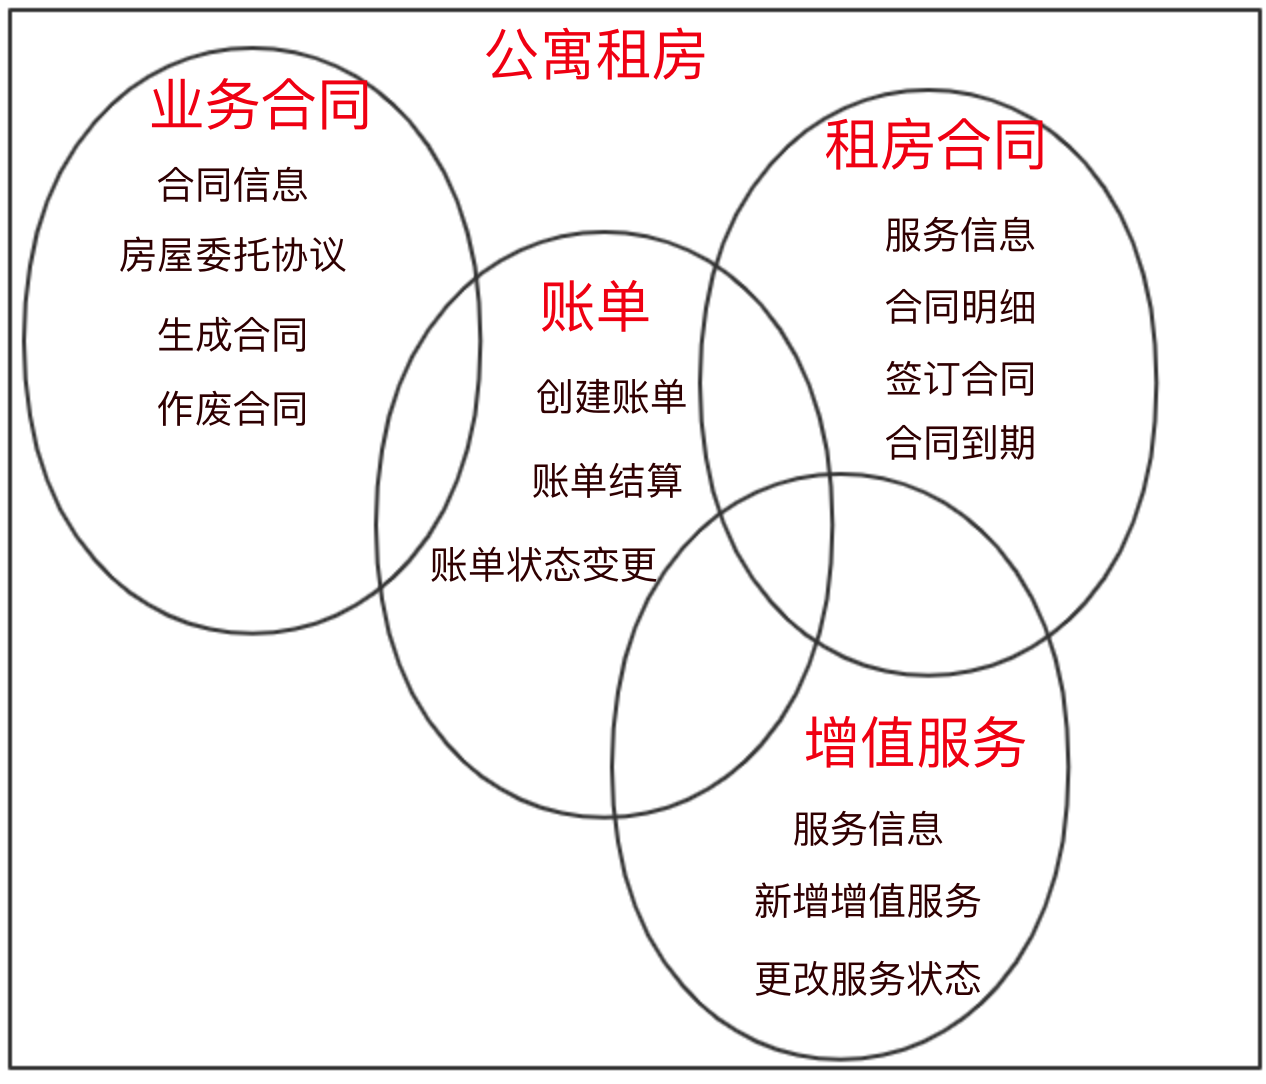 公寓租房
业务合同
合同信息
房屋委托协议
生成合同
作废合同
账单
创建账单
账单结算
账单状态变更
租房合同
服务信息
合同明细
签订合同
合同到期
增值服务
服务信息
新增增值服务
更改服务状态